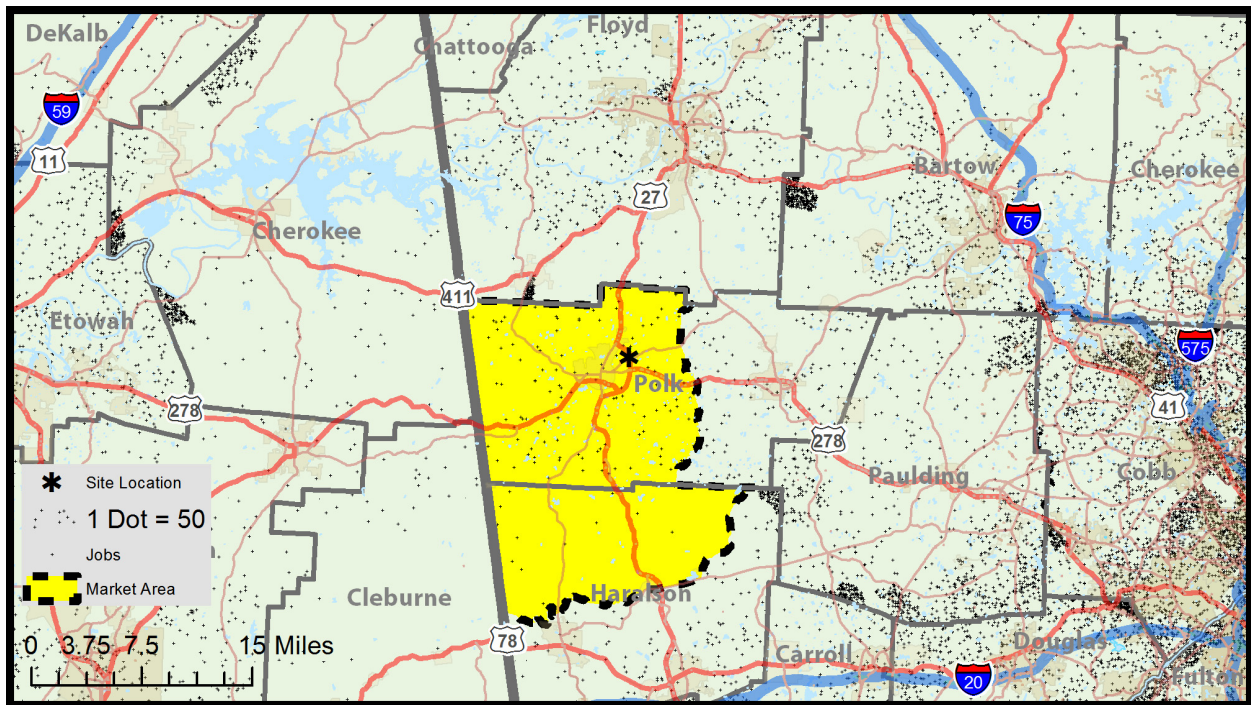 DeKalb
Floyd
Chattooga
59
11
Bartow
Cherokee
27
75
Cherokee
411
Etowah
575
Polk
278
41
278
Paulding
Cobb
Site Location
1 Dot = 50
Jobs
Market Area
Cleburne
Haralson
0 3.75 7.5 15 Miles
78
Carroll
Douglas
20
Fulton